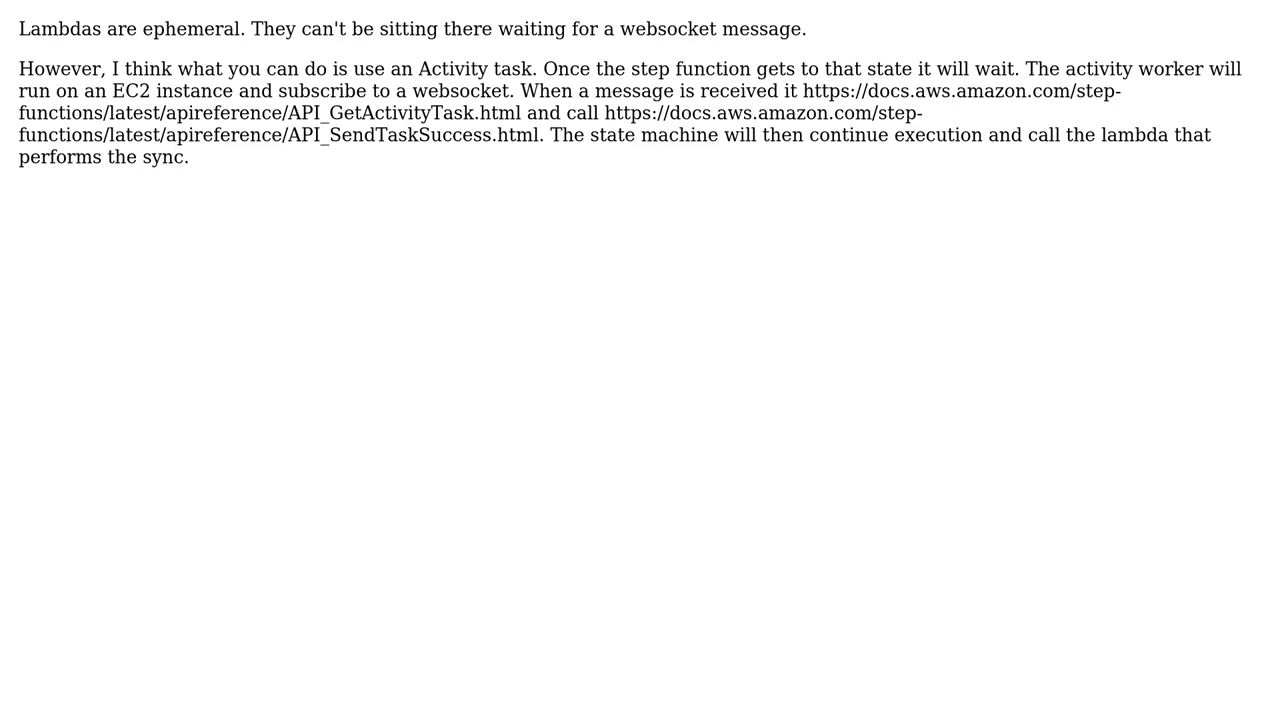 Lambdas are ephemeral. They can't be sitting there waiting for a websocket message.
However, I think what you can do is use an Activity task. Once the step function gets to that state it will wait. The activity worker will
run on an EC2 instance and subscribe to a websocket. When a message is received it https://docs.aws.amazon.com/step-
functions/latest/apireference/API_GetActivityTask.html and call https://docs.aws.amazon.com/step-
functions/latest/apireference/API_SendTaskSuccess.html. The state machine will then continue execution and call the lambda that
performs the sync.